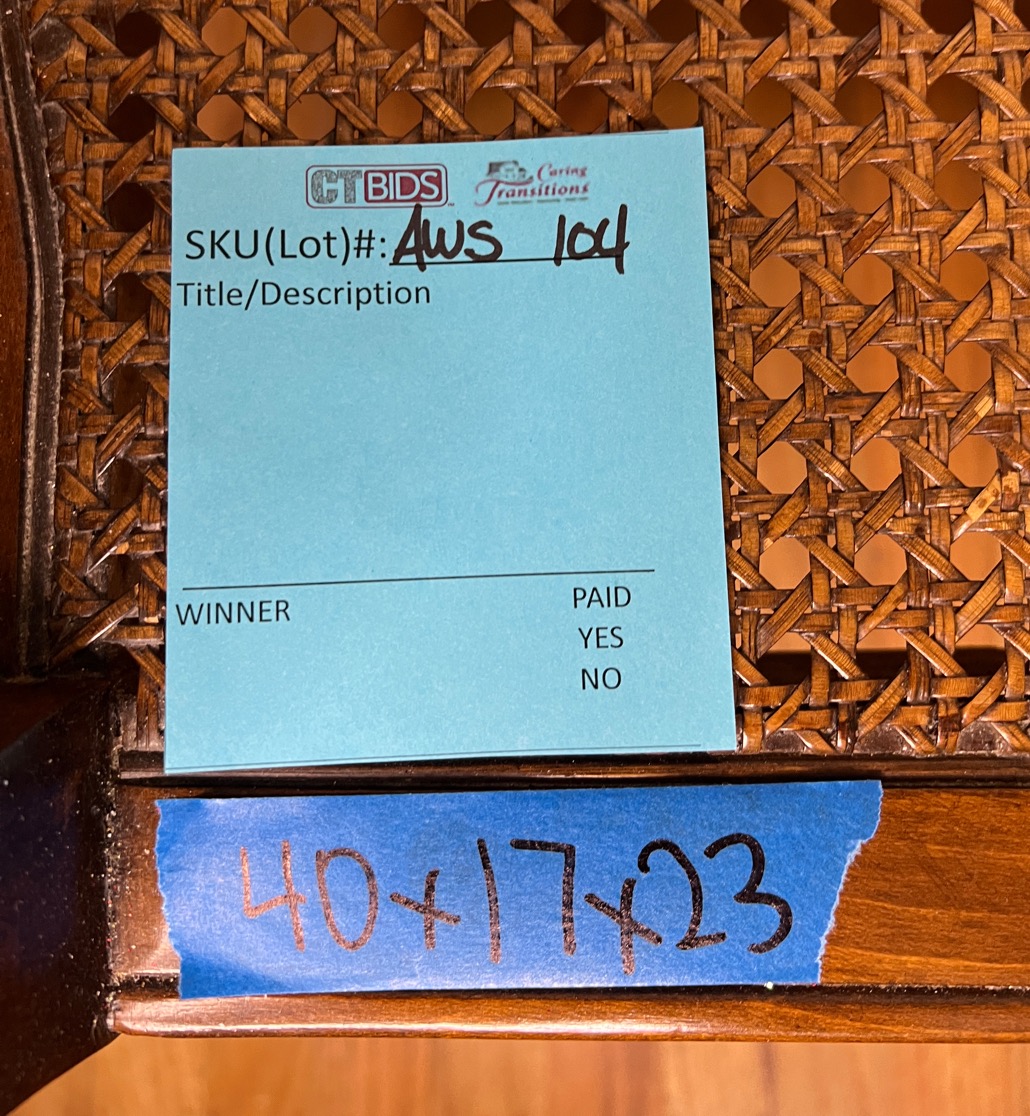 CTBIDS Caring Transitions
SKU(Lot)#: AWS 104
Title/Description
WINNER PAID
YES
NO
40x17x23